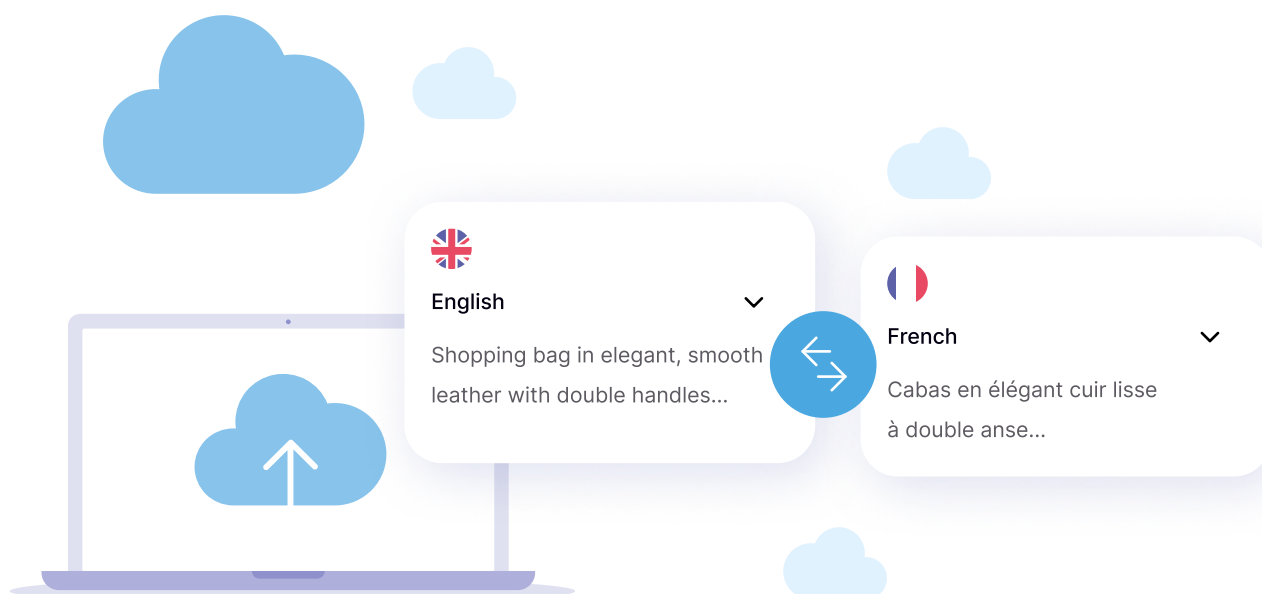 English
Shopping bag in elegant, smooth
leather with double handles...
French
Cabas en élégant cuir lisse
à double anse...